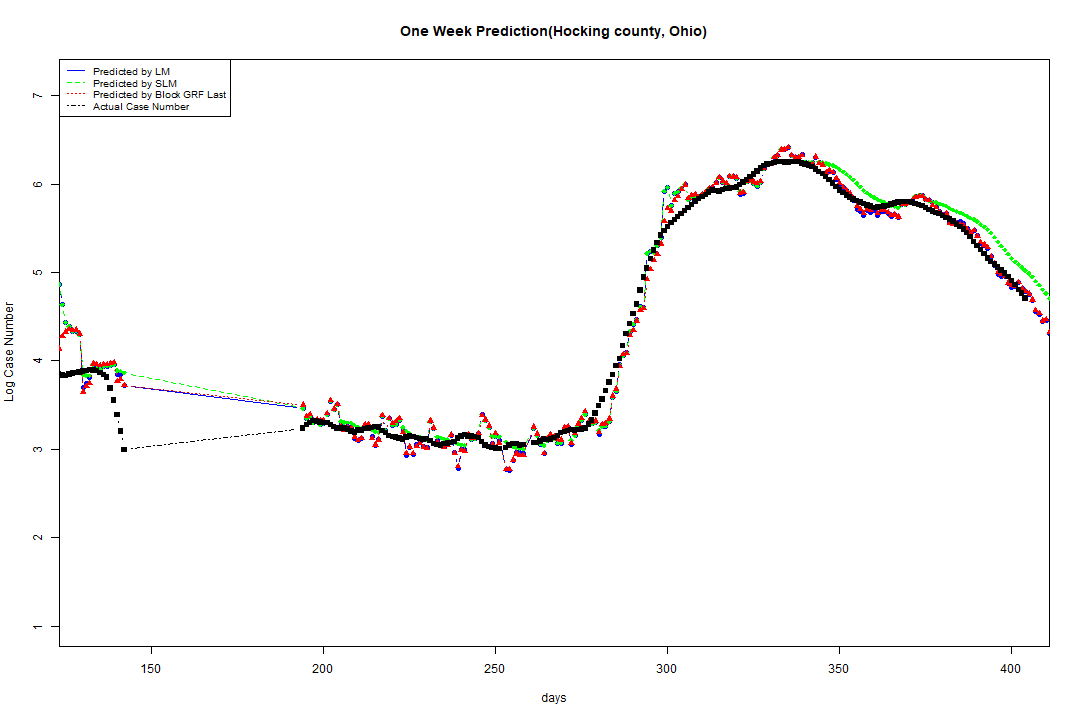 One Week Prediction(Hocking county, Ohio)
Predicted by LM
Predicted by SLM
Predicted by Block GRF Last
Actual Case Number
7
6
5
4
3
2
1
Log Case Number
150 200 250 300 350 400
days